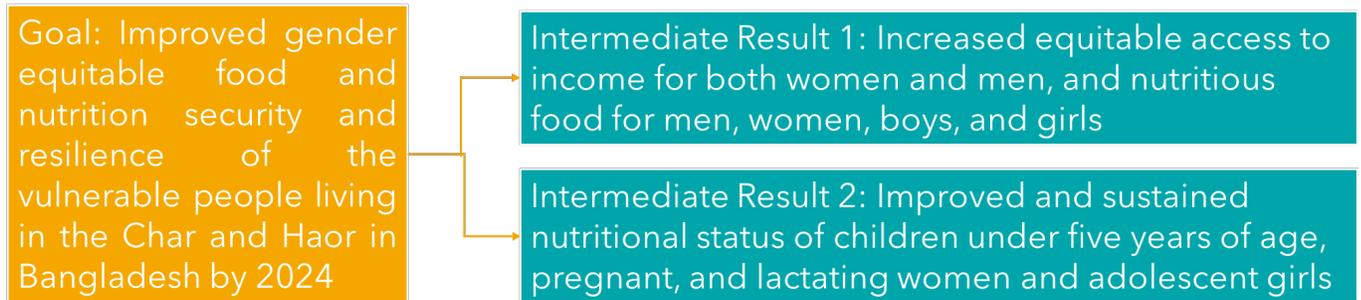 Goal: Improved gender
equitable food and
nutrition security and
resilience of the
vulnerable people living
in the Char and Haor in
Bangladesh by 2024
Intermediate Result 1: Increased equitable access to
income for both women and men, and nutritious
food for men, women, boys, and girls
Intermediate Result 2: Improved and sustained
nutritional status of children under five years of age,
pregnant, and lactating women and adolescent girls